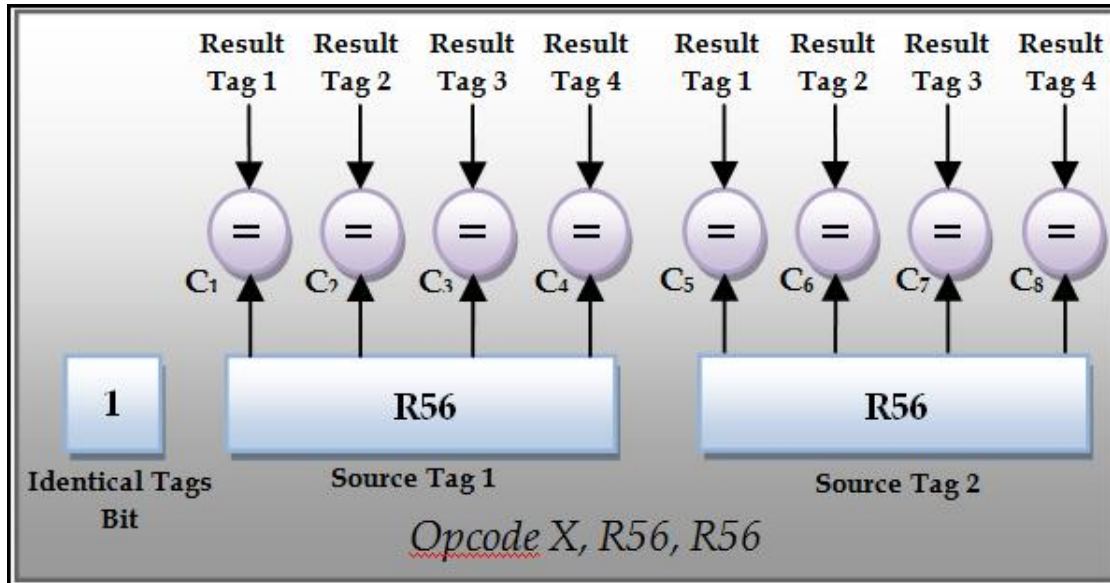 Result Result Result Result Result Result Result Result
Tag 1 Tag 2 Tag 3 Tag 4 Tag 1 Tag 2 Tag 3 Tag 4
= = = = = = = =
C₁ C₂ C₃ C₄ C₅ C₆ C₇ C₈
1 R56 R56
Identical Tags Bit
Source Tag 1
Source Tag 2
Opcode X, R56, R56